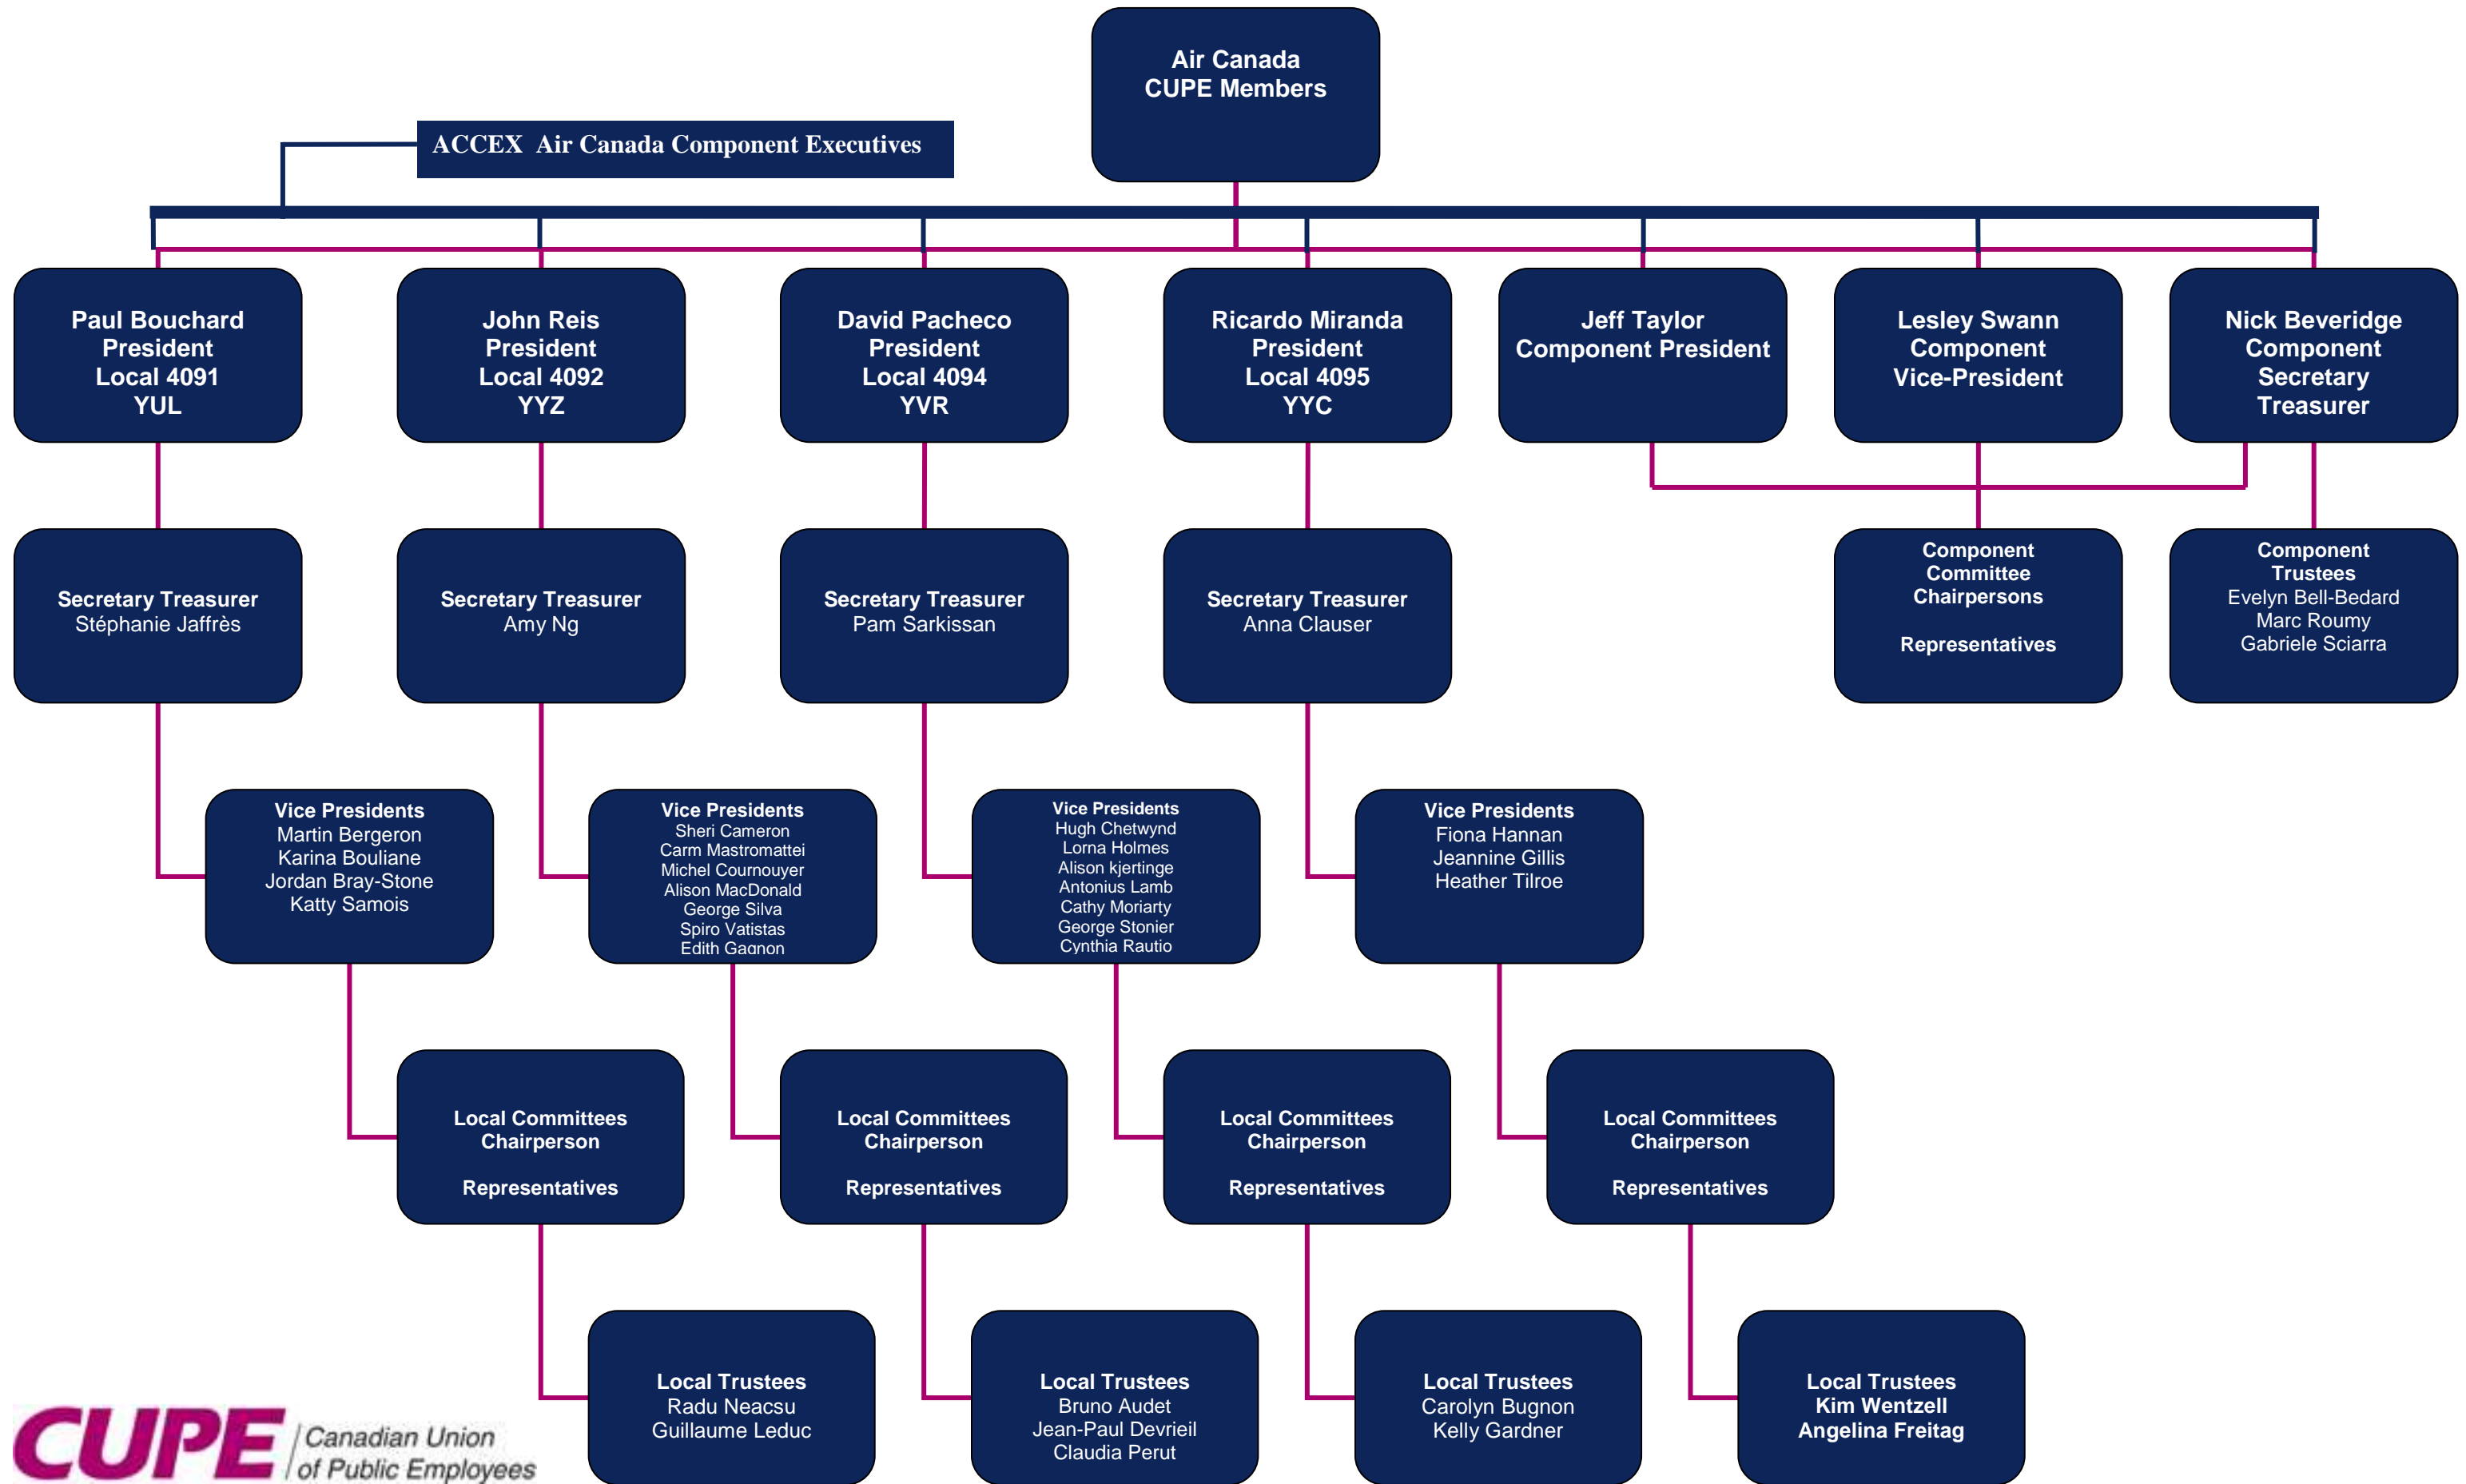 Air Canada
CUPE Members
ACCEX  Air Canada Component Executives
Paul Bouchard
President
Local 4091
YUL
John Reis
President
Local 4092
YYZ
David Pacheco
President
Local 4094
YVR
Ricardo Miranda
President
Local 4095
YYC
Jeff Taylor
Component President
Lesley Swann
Component
Vice-President
Nick Beveridge
Component
Secretary
Treasurer
Secretary Treasurer
Stéphanie Jaffrès
Secretary Treasurer
Amy Ng
Secretary Treasurer
Pam Sarkissan
Secretary Treasurer
Anna Clauser
Component
Committee
Chairpersons
Representatives
Component
Trustees
Evelyn Bell-Bedard
Marc Roumy
Gabriele Sciarra
Vice Presidents
Martin Bergeron
Karina Bouliane
Jordan Bray-Stone
Katty Samois
Vice Presidents
Sheri Cameron
Carm Mastromattei
Michel Cournouyer
Alison MacDonald
George Silva
Spiro Vatistas
Edith Gagnon
Vice Presidents
Hugh Chetwynd
Lorna Holmes
Alison kjertinge
Antonius Lamb
Cathy Moriarty
George Stonier
Cynthia Rautio
Vice Presidents
Fiona Hannan
Jeannine Gillis
Heather Tilroe
Local Committees
Chairperson
Representatives
Local Committees
Chairperson
Representatives
Local Committees
Chairperson
Representatives
Local Committees
Chairperson
Representatives
Local Trustees
Radu Neacsu
Guillaume Leduc
Local Trustees
Bruno Audet
Jean-Paul Devrieil
Claudia Perut
Local Trustees
Carolyn Bugnon
Kelly Gardner
Local Trustees
Kim Wentzell
Angelina Freitag
CUPE
Canadian Union
of Public Employees